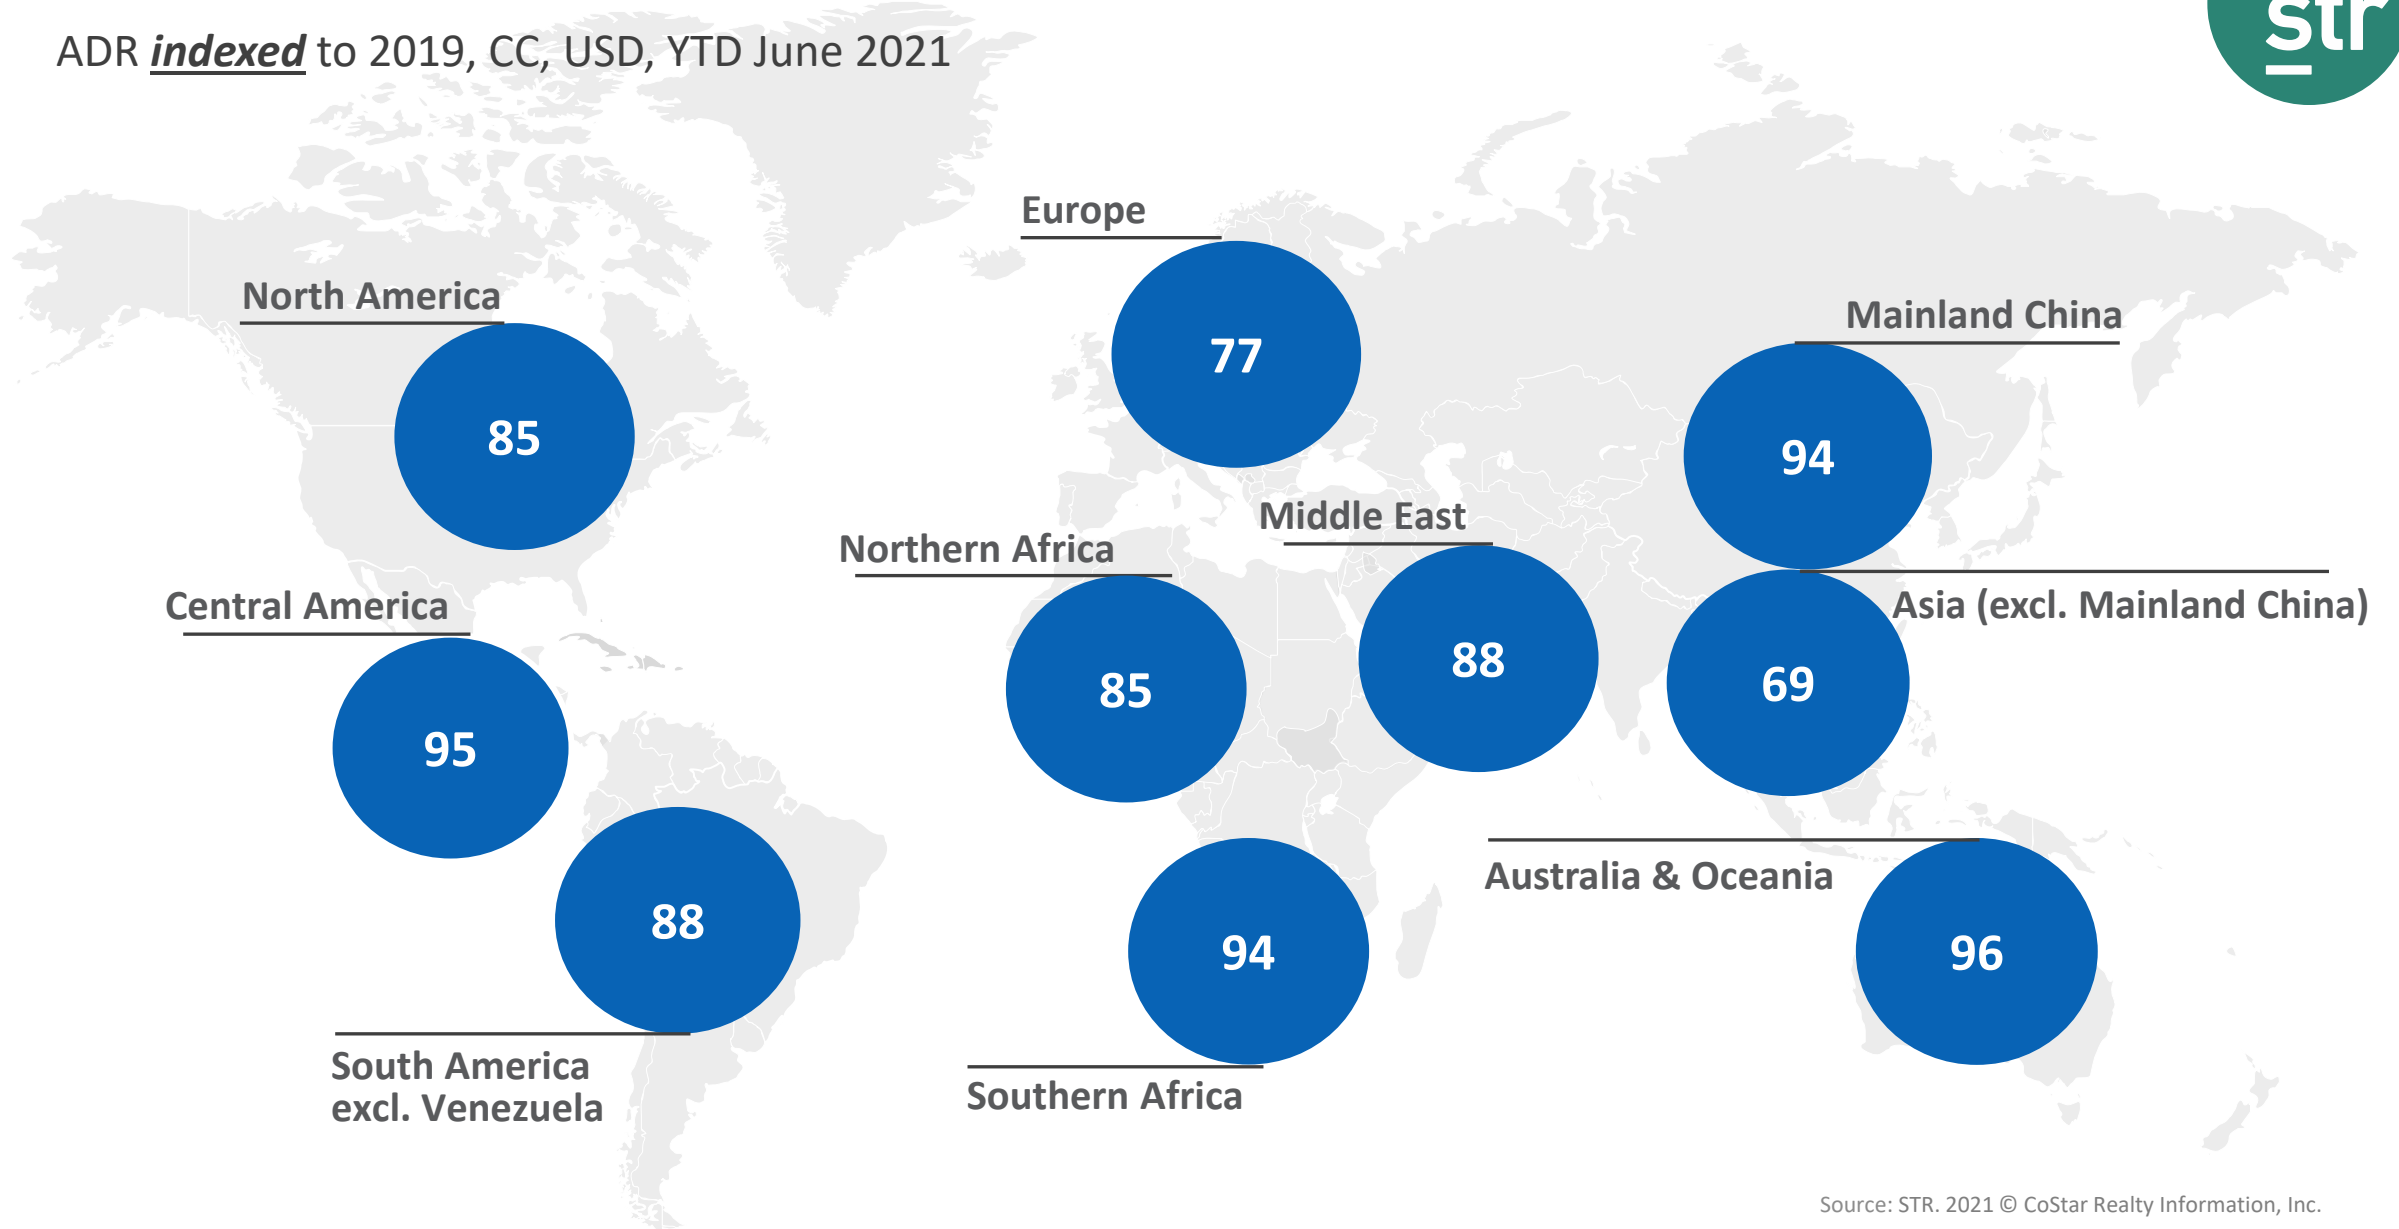 ADR indexed to 2019, CC, USD, YTD June 2021
str
Europe
77
North America
85
Mainland China
94
Middle East
88
Northern Africa
85
Asia (excl. Mainland China)
69
Central America
95
South America
excl. Venezuela
88
Southern Africa
94
Australia & Oceania
96
Source: STR. 2021 © CoStar Realty Information, Inc.